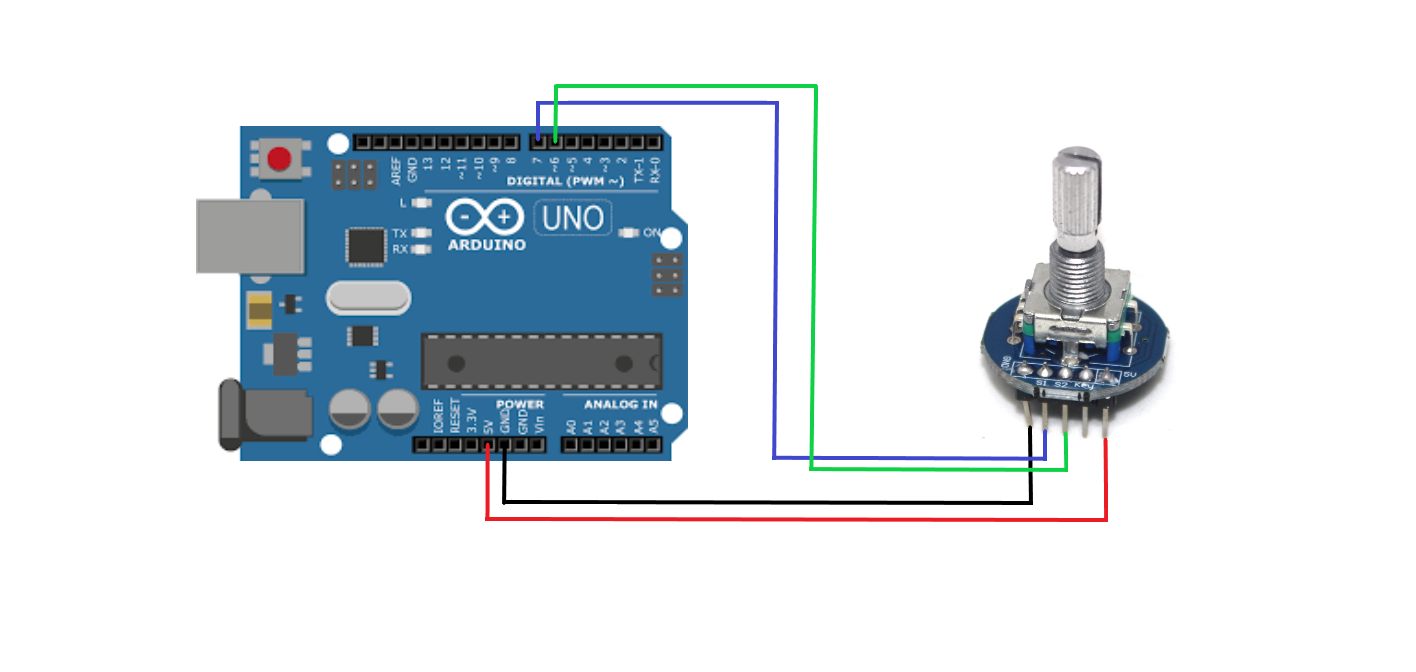 AREF
GND
13
12
~11
~10
~9
8
7
~6
~5
4
~3
2
TX-1
RX-0
DIGITAL (PWM ~)
L
TX
RX
UNO
ARDUINO
ON
POWER
ANALOG IN
IOREF
RESET
3.3V
5V
GND
GND
Vin
A0
A1
A2
A3
A4
A5
GND
S1 S2 Key
5V